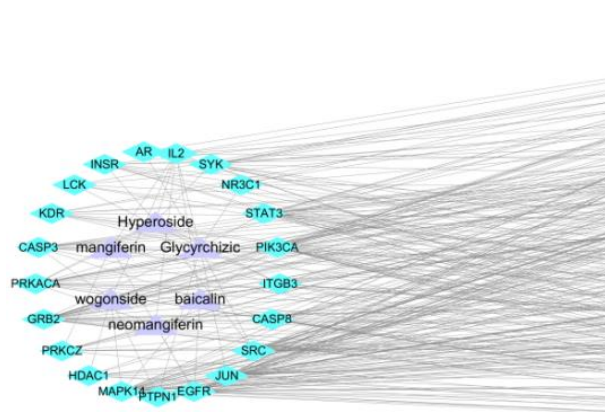 AR
IL2
INSR
SYK
LCK
NR3C1
KDR
STAT3
Hyperoside
CASP3
mangiferin
Glycyrhizic
PIK3CA
PRKACA
ITGB3
wogonside
baicalin
GRB2
neomangiferin
CASP8
PRKCZ
SRC
HDAC1
JUN
MAPK14
PTPN1
EGFR